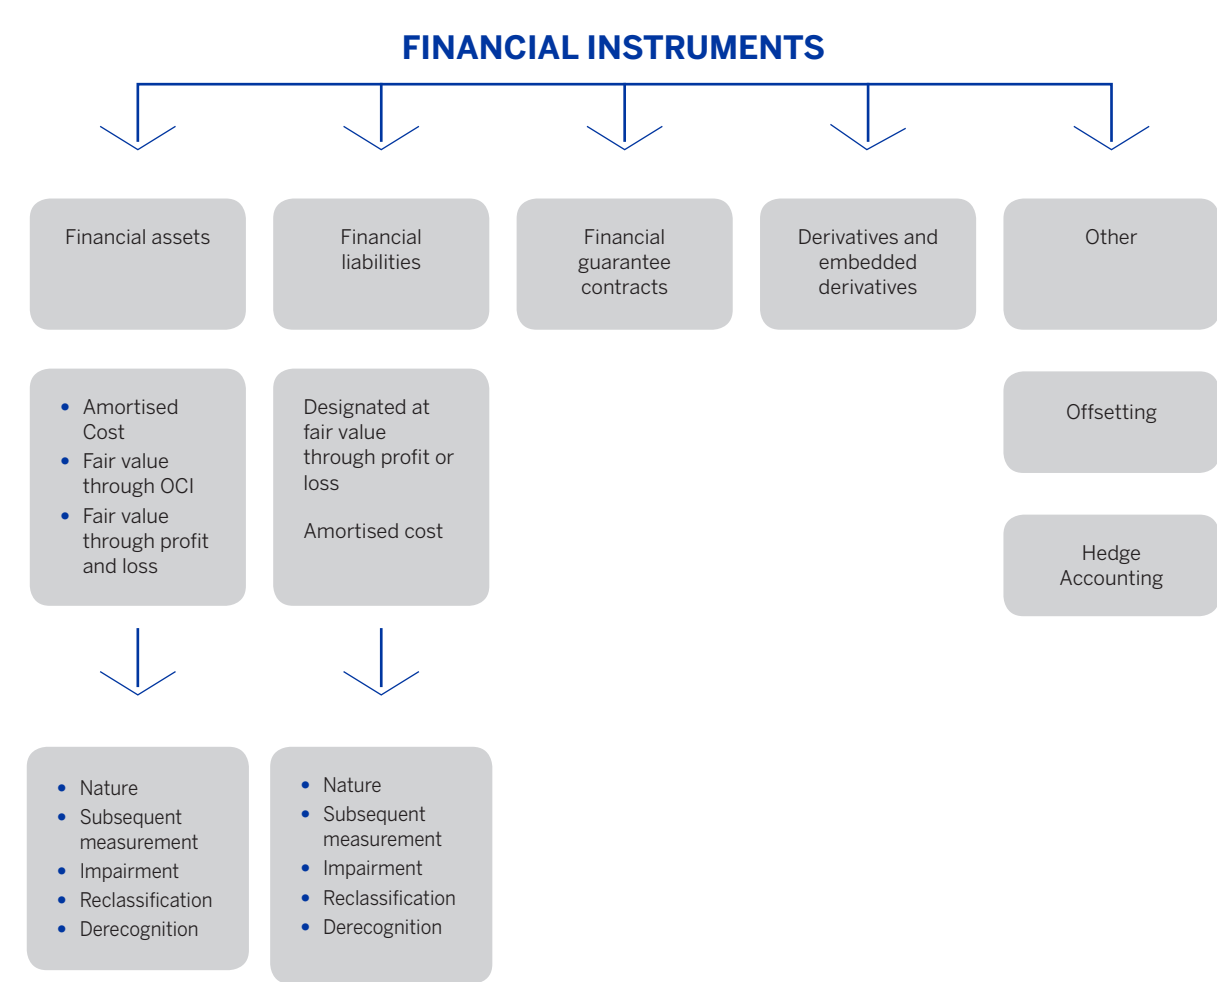 FINANCIAL INSTRUMENTS
Financial assets
Financial
liabilities
Financial
guarantee
contracts
Derivatives and
embedded
derivatives
Other
• Amortised
Cost
• Fair value
through OCI
• Fair value
through profit
and loss
Designated at
fair value
through profit or
loss
Amortised cost
Offsetting
Hedge
Accounting
• Nature
• Subsequent
measurement
• Impairment
• Reclassification
• Derecognition
• Nature
• Subsequent
measurement
• Impairment
• Reclassification
• Derecognition